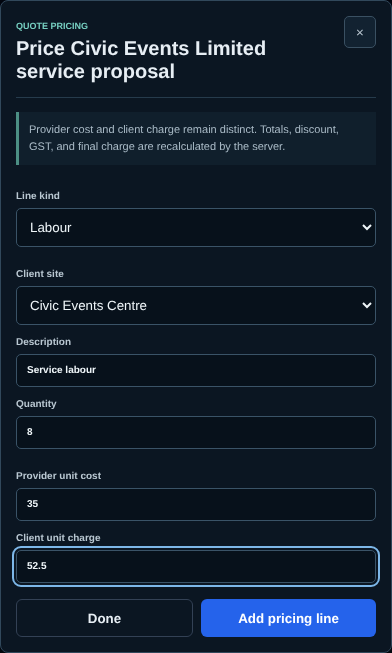 QUOTE PRICING
Price Civic Events Limited
service proposal
×
Provider cost and client charge remain distinct. Totals, discount,
GST, and final charge are recalculated by the server.
Line kind
Labour
Client site
Civic Events Centre
Description
Service labour
Quantity
8
Provider unit cost
35
Client unit charge
52.5
Done
Add pricing line